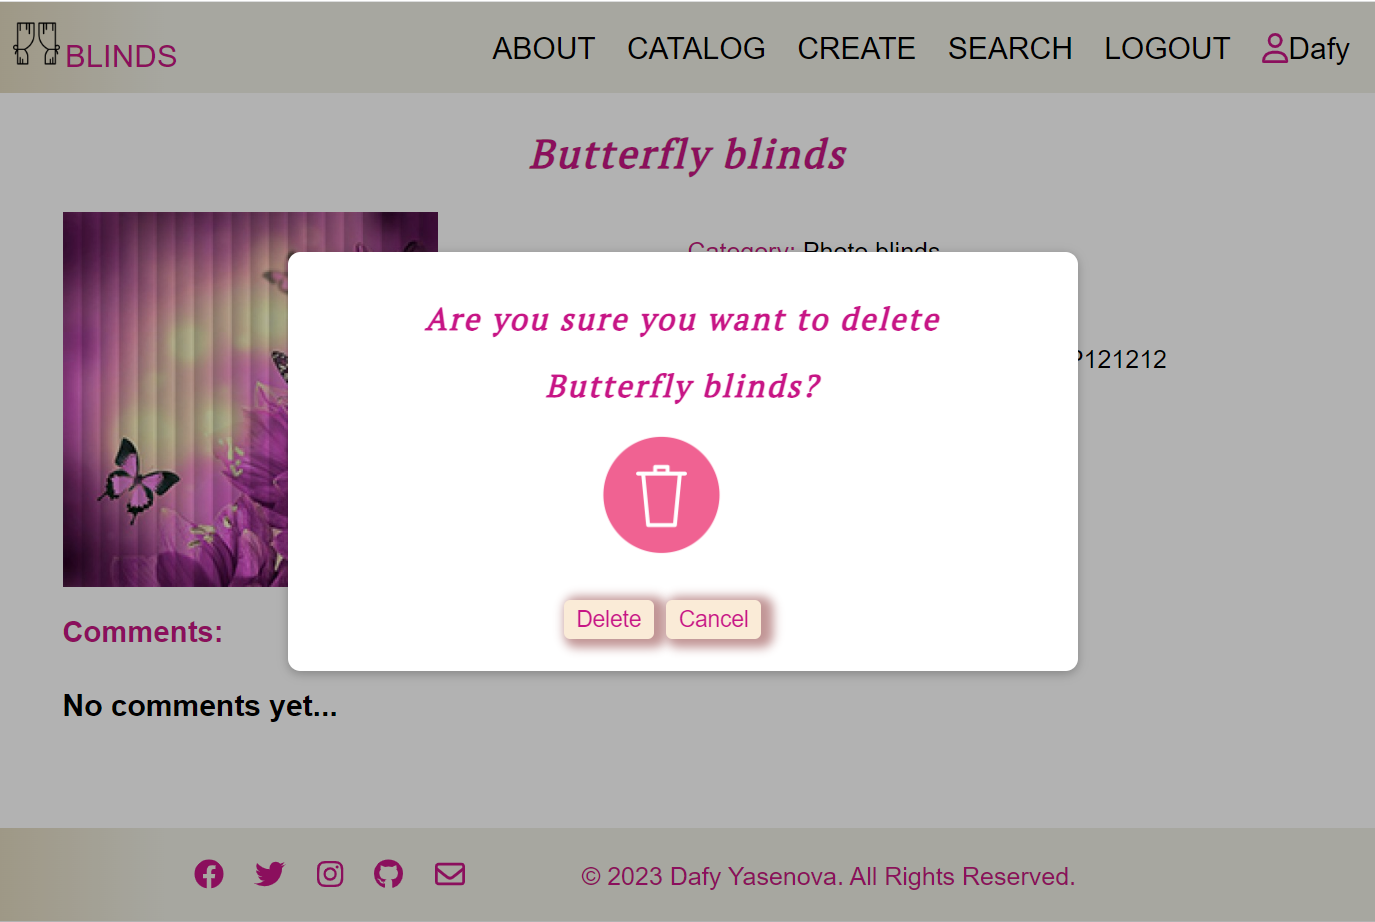 BLINDS
ABOUT CATALOG CREATE SEARCH LOGOUT Dafy
Butterfly blinds
Category: Photo blinds
Are you sure you want to delete
Butterfly blinds?
121212
Delete Cancel
Comments:
No comments yet...
© 2023 Dafy Yasenova. All Rights Reserved.